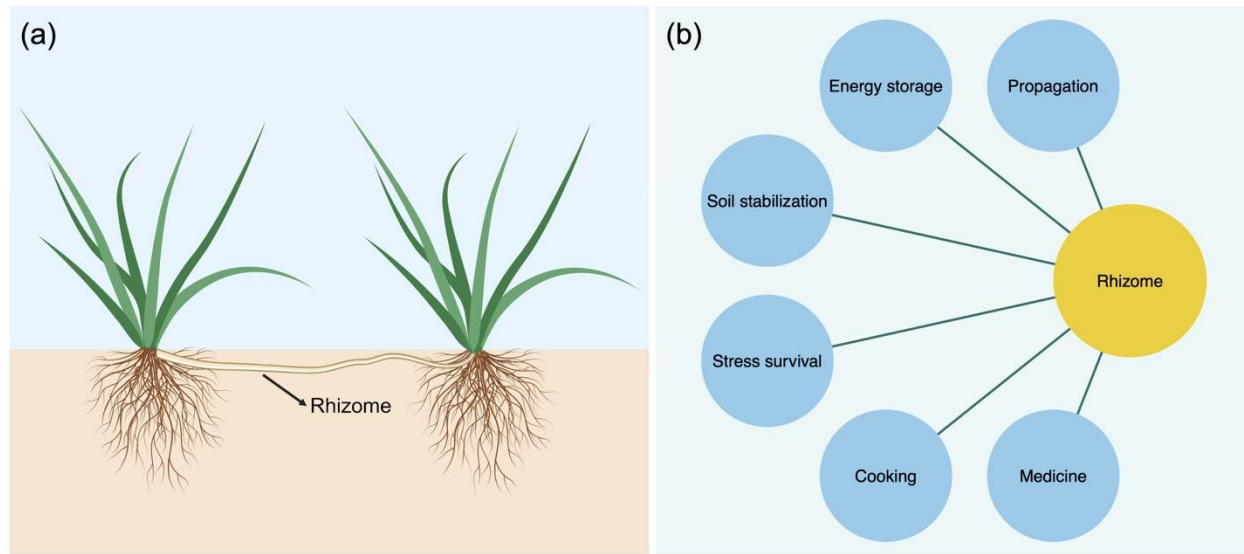 (a)
Rhizome
(b)
Energy storage
Propagation
Soil stabilization
Rhizome
Stress survival
Cooking
Medicine